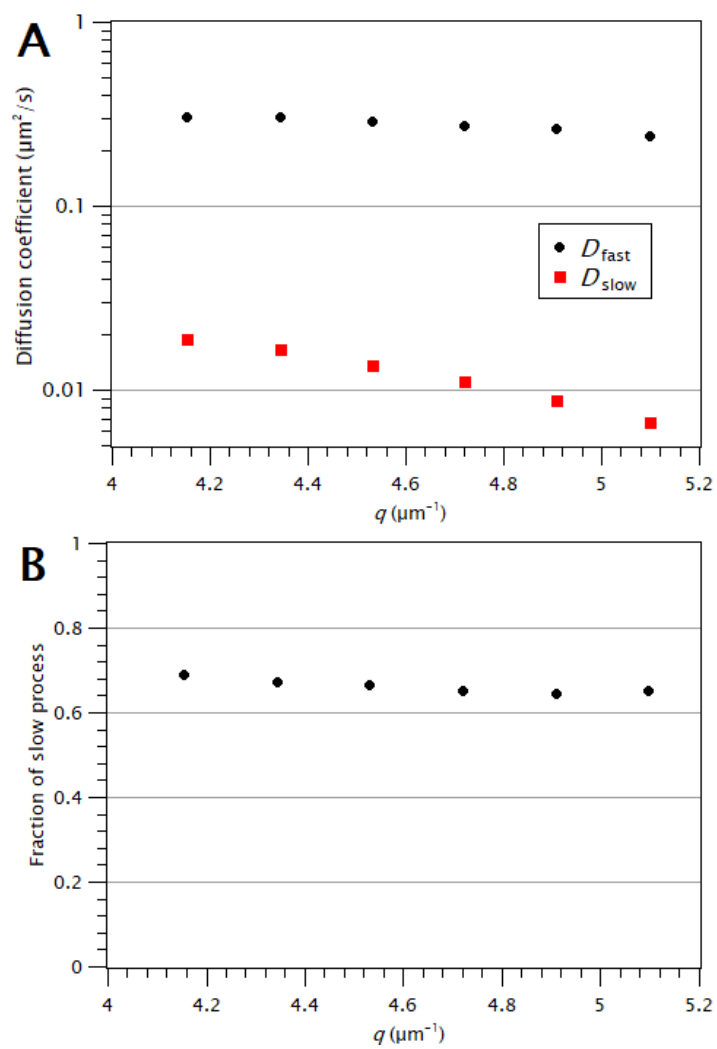 A
Diffusion coefficient (µm²/s)
1
0.1
0.01
D fast
D slow
4
4.2
4.4
4.6
4.8
5
5.2
q (µm⁻¹)
B
Fraction of slow process
1
0.8
0.6
0.4
0.2
0
4
4.2
4.4
4.6
4.8
5
5.2
q (µm⁻¹)